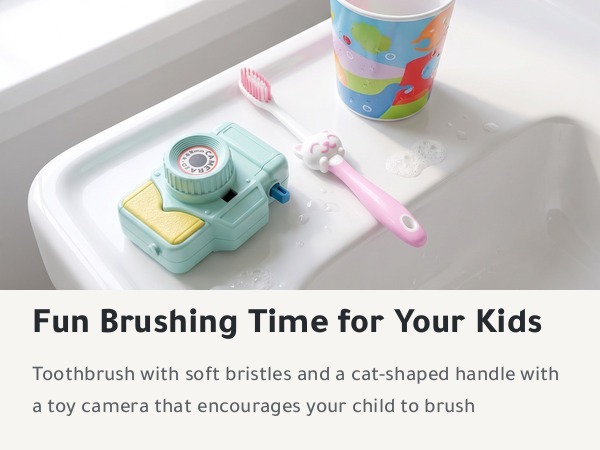 CAMERA
Fun Brushing Time for Your Kids
Toothbrush with soft bristles and a cat-shaped handle with
a toy camera that encourages your child to brush